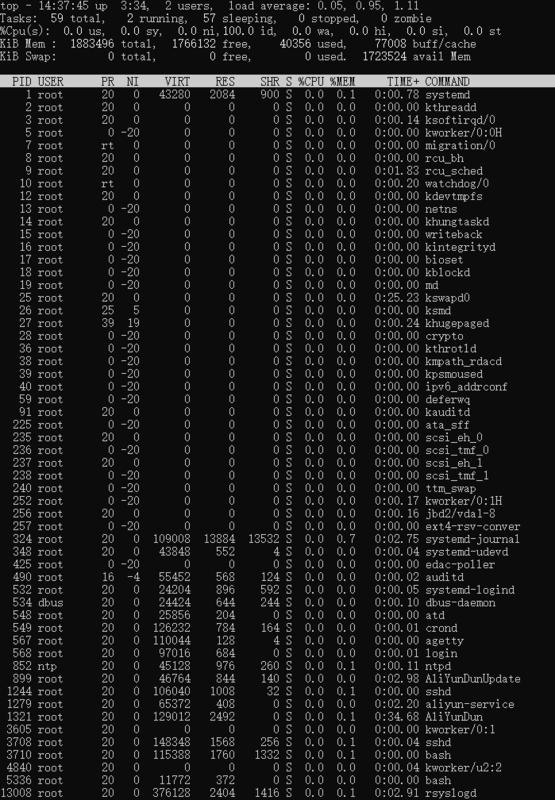 top - 14:37:45 up  3:34,  2 users,  load average: 0.05, 0.95, 1.11
Tasks:  59 total,   2 running,  57 sleeping,   0 stopped,   0 zombie
%Cpu(s):  0.0 us,  0.0 sy,  0.0 ni,100.0 id,  0.0 wa,  0.0 hi,  0.0 si,  0.0 st
KiB Mem :  1883496 total,  1766132 free,    40356 used,    77008 buff/cache
KiB Swap:        0 total,        0 free,        0 used.  1723524 avail Mem
PID USER      PR  NI    VIRT    RES    SHR S %CPU %MEM     TIME+ COMMAND
1 root      20   0   43280   2084    900 S  0.0  0.1   0:00.78 systemd
2 root      20   0       0      0      0 S  0.0  0.0   0:00.00 kthreadd
3 root      20   0       0      0      0 S  0.0  0.0   0:00.14 ksoftirqd/0
5 root       0 -20       0      0      0 S  0.0  0.0   0:00.00 kworker/0:0H
7 root      rt   0       0      0      0 S  0.0  0.0   0:00.00 migration/0
8 root      20   0       0      0      0 S  0.0  0.0   0:00.00 rcu_bh
9 root      20   0       0      0      0 S  0.0  0.0   0:01.83 rcu_sched
10 root      rt   0       0      0      0 S  0.0  0.0   0:00.20 watchdog/0
12 root      20   0       0      0      0 S  0.0  0.0   0:00.00 kdevtmpfs
13 root       0 -20       0      0      0 S  0.0  0.0   0:00.00 netns
14 root      20   0       0      0      0 S  0.0  0.0   0:00.00 khungtaskd
15 root       0 -20       0      0      0 S  0.0  0.0   0:00.00 writeback
16 root       0 -20       0      0      0 S  0.0  0.0   0:00.00 kintegrityd
17 root       0 -20       0      0      0 S  0.0  0.0   0:00.00 bioset
18 root       0 -20       0      0      0 S  0.0  0.0   0:00.00 kblockd
19 root       0 -20       0      0      0 S  0.0  0.0   0:00.00 md
25 root      20   0       0      0      0 S  0.0  0.0   0:25.23 kswapd0
26 root      25   5       0      0      0 S  0.0  0.0   0:00.00 ksmd
27 root      39  19       0      0      0 S  0.0  0.0   0:00.24 khugepaged
28 root       0 -20       0      0      0 S  0.0  0.0   0:00.00 crypto
36 root       0 -20       0      0      0 S  0.0  0.0   0:00.00 kthrotld
38 root       0 -20       0      0      0 S  0.0  0.0   0:00.00 kmpath_rdacd
39 root       0 -20       0      0      0 S  0.0  0.0   0:00.00 kpsmoused
40 root       0 -20       0      0      0 S  0.0  0.0   0:00.00 ipv6_addrconf
59 root       0 -20       0      0      0 S  0.0  0.0   0:00.00 deferwq
91 root      20   0       0      0      0 S  0.0  0.0   0:00.00 kauditd
225 root       0 -20       0      0      0 S  0.0  0.0   0:00.00 ata_sff
235 root      20   0       0      0      0 S  0.0  0.0   0:00.00 scsi_eh_0
236 root       0 -20       0      0      0 S  0.0  0.0   0:00.00 scsi_tmf_0
237 root      20   0       0      0      0 S  0.0  0.0   0:00.00 scsi_eh_1
238 root       0 -20       0      0      0 S  0.0  0.0   0:00.00 scsi_tmf_1
240 root       0 -20       0      0      0 S  0.0  0.0   0:00.00 ttm_swap
252 root       0 -20       0      0      0 S  0.0  0.0   0:00.17 kworker/0:1H
256 root      20   0       0      0      0 S  0.0  0.0   0:00.16 jbd2/vda1-8
257 root       0 -20       0      0      0 S  0.0  0.0   0:00.00 ext4-rsv-conver
324 root      20   0  109008  13884  13532 S  0.0  0.7   0:02.75 systemd-journal
348 root      20   0   43848    552      4 S  0.0  0.0   0:00.04 systemd-udevd
425 root       0 -20       0      0      0 S  0.0  0.0   0:00.00 edac-poller
490 root      16  -4   55452    568    124 S  0.0  0.0   0:00.02 auditd
532 root      20   0   24204    896    592 S  0.0  0.0   0:00.05 systemd-logind
534 dbus      20   0   24424    644    244 S  0.0  0.0   0:00.10 dbus-daemon
548 root      20   0   25856    204      0 S  0.0  0.0   0:00.00 atd
549 root      20   0  126232    784    164 S  0.0  0.0   0:00.01 crond
567 root      20   0  110044    128      4 S  0.0  0.0   0:00.00 agetty
568 root      20   0   97016    684      0 S  0.0  0.0   0:00.01 login
852 ntp       20   0   45128    976    260 S  0.0  0.1   0:00.11 ntpd
899 root      20   0   46764    844    140 S  0.0  0.0   0:02.98 AliYunDunUpdate
1244 root      20   0  106040   1008     32 S  0.0  0.1   0:00.00 sshd
1279 root      20   0   65372    408      0 S  0.0  0.0   0:02.20 aliyun-service
1321 root      20   0  129012   2492      0 S  0.0  0.1   0:34.68 AliYunDun
3605 root      20   0       0      0      0 S  0.0  0.0   0:00.00 kworker/0:1
3708 root      20   0  148348   1568    256 S  0.0  0.1   0:00.04 sshd
3710 root      20   0  115388   1760   1332 S  0.0  0.1   0:00.00 bash
4840 root      20   0       0      0      0 S  0.0  0.0   0:00.04 kworker/u2:2
5336 root      20   0   11772    372      0 S  0.0  0.0   0:00.00 bash
13008 root      20   0  376128   2404   1416 S  0.0  0.1   0:02.91 rsyslogd